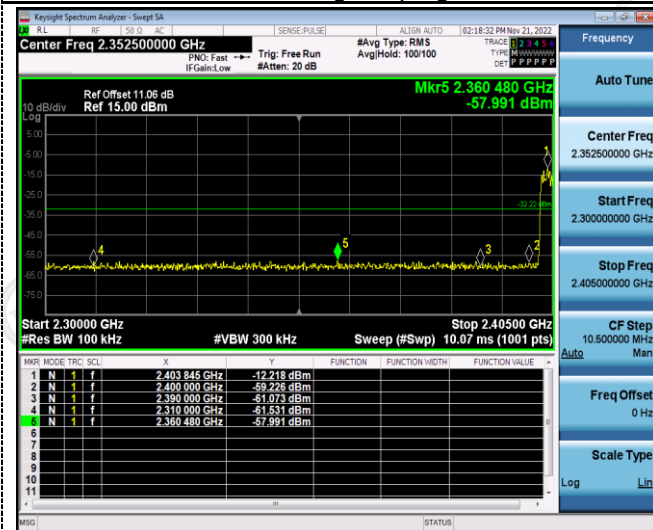 Keysight Spectrum Analyzer - Swept SA
RL RF 50 Ω AC SENSE:PULSE ALIGN AUTO 02:18:32 PM Nov 21, 2022
Center Freq 2.352500000 GHz
PNO: Fast
IFGain:Low
Trig: Free Run
#Atten: 20 dB
#Avg Type: RMS
Avg|Hold: 100/100
TRACE 1 2 3 4 5 6
TYPE M
DET P P P P P P
Ref Offset 11.06 dB
10 dB/div Ref 15.00 dBm
Log
Mkr5 2.360 480 GHz
-57.991 dBm
5.00
-5.00
-15.0
-25.0
-35.0
-45.0
-55.0
-65.0
-75.0
-32.22 dBm
1
2
3
4
5
Start 2.30000 GHz Stop 2.40500 GHz
#Res BW 100 kHz #VBW 300 kHz Sweep (#Swp) 10.07 ms (1001 pts)
MKR MODE TRC SCL X Y FUNCTION FUNCTION WIDTH FUNCTION VALUE
1 N 1 f 2.403 845 GHz -12.218 dBm
2 N 1 f 2.400 000 GHz -59.226 dBm
3 N 1 f 2.390 000 GHz -61.073 dBm
4 N 1 f 2.310 000 GHz -61.531 dBm
5 N 1 f 2.360 480 GHz -57.991 dBm
6
7
8
9
10
11
MSG STATUS
Frequency
Auto Tune
Center Freq
2.352500000 GHz
Start Freq
2.300000000 GHz
Stop Freq
2.405000000 GHz
CF Step
10.500000 MHz
Auto Man
Freq Offset
0 Hz
Scale Type
Log Lin